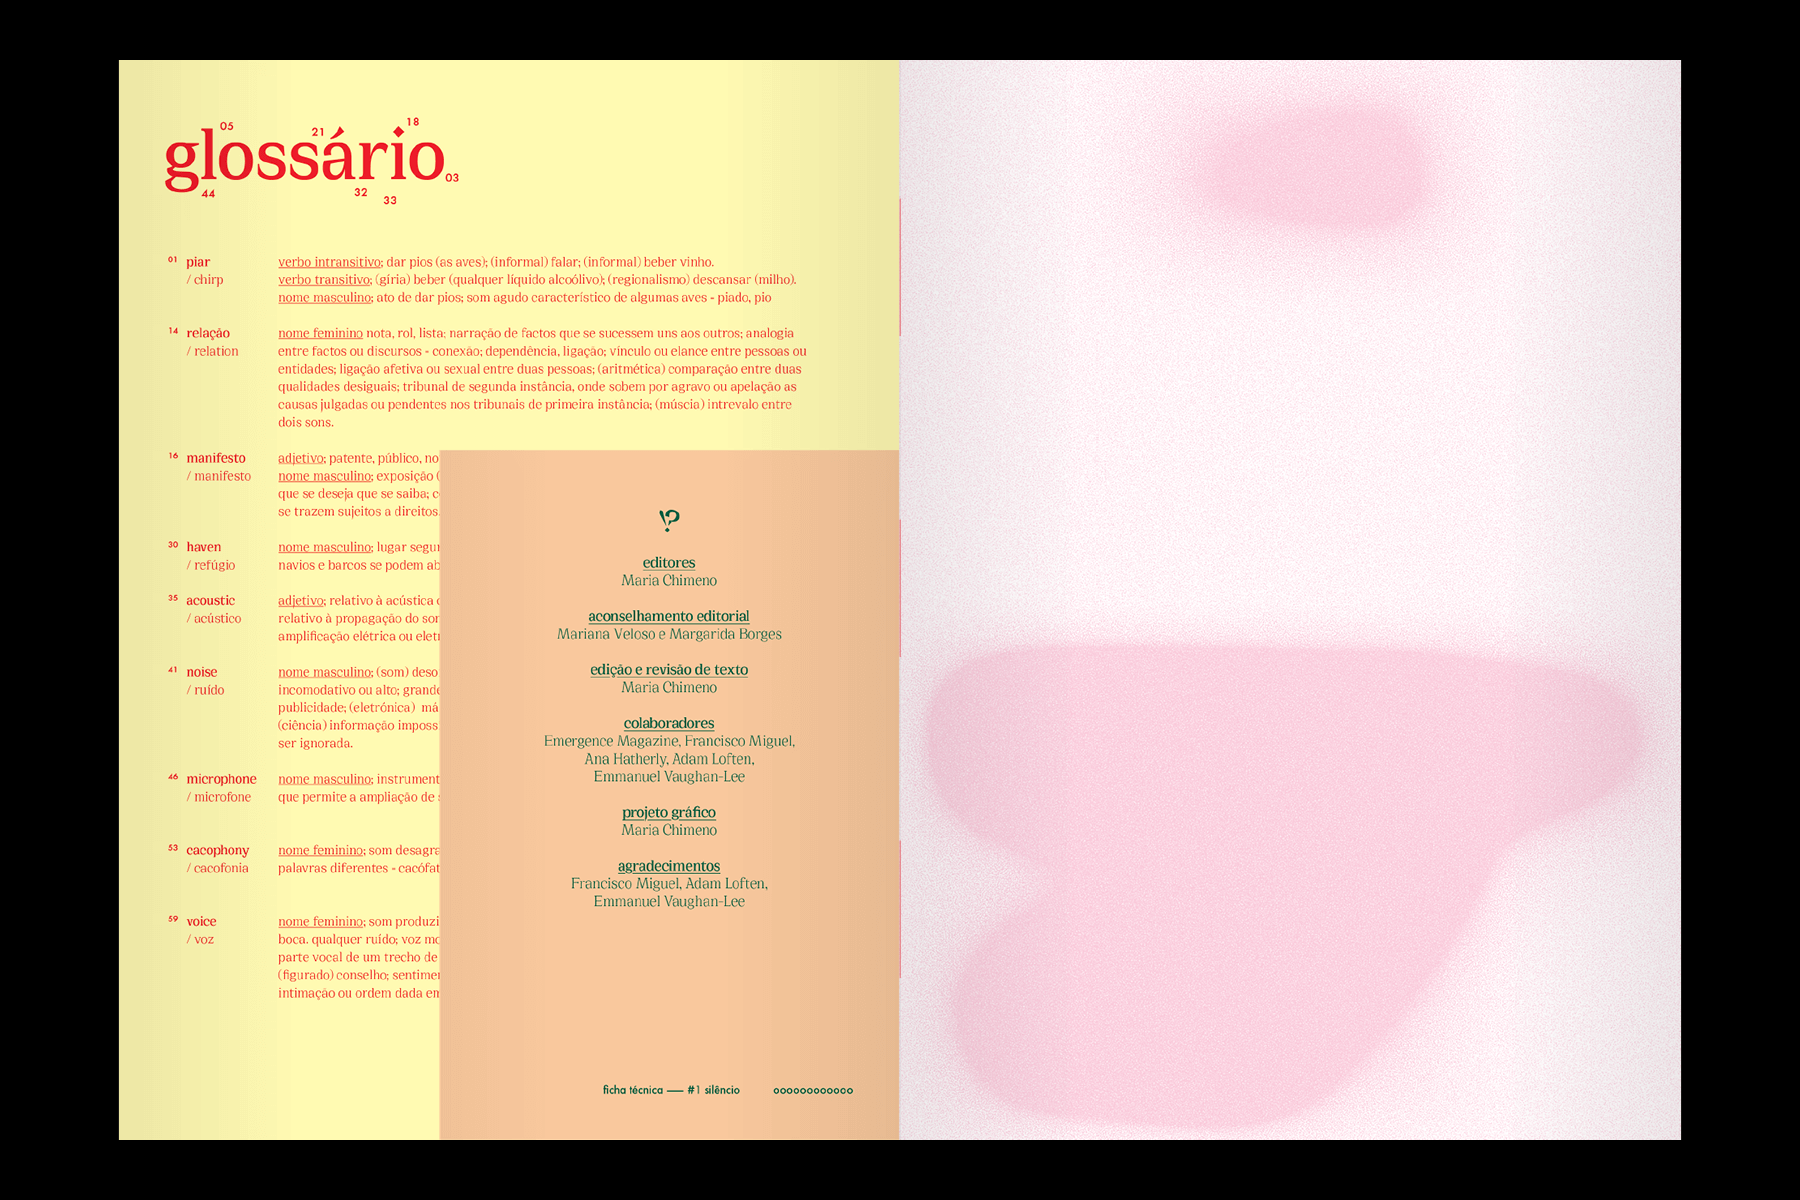 glossário
05
21
18
03
44
32
33
01 piar
/ chirp
verbo intransitivo; dar pios (as aves); (informal) falar; (informal) beber vinho.
verbo transitivo; (gíria) beber (qualquer líquido alcoólivo); (regionalismo) descansar (milho).
nome masculino; ato de dar pios; som agudo característico de algumas aves - piado, pio
14 relação
/ relation
nome feminino nota, rol, lista: narração de factos que se sucessem uns aos outros; analogia
entre factos ou discursos - conexão; dependência, ligação; vínculo ou elance entre pessoas ou
entidades; ligação afetiva ou sexual entre duas pessoas; (aritmética) comparação entre duas
qualidades desiguais; tribunal de segunda instância, onde sobem por agravo ou apelação as
causas julgadas ou pendentes nos tribunais de primeira instância; (múscia) intrevalo entre
dois sons.
16 manifesto
/ manifesto
adjetivo; patente, público, no
nome masculino; exposição (
que se deseja que se saiba; c
se trazem sujeitos a direitos.
30 haven
/ refúgio
nome masculino; lugar segu
navios e barcos se podem ab
35 acoustic
/ acústico
adjetivo; relativo à acústica
relativo à propagação do so
amplificação elétrica ou elet
41 noise
/ ruído
nome masculino; (som) deso
incomodativo ou alto; grand
publicidade; (eletrónica) má
(ciência) informação imposs
ser ignorada.
46 microphone
/ microfone
nome masculino; instrument
que permite a ampliação de
53 cacophony
/ cacofonia
nome feminino; som desagra
palavras diferentes - cacófat
59 voice
/ voz
nome feminino; som produzi
boca. qualquer ruído; voz mo
parte vocal de um trecho de
(figurado) conselho; sentime
intimação ou ordem dada em
!?
editores
Maria Chimeno
aconselhamento editorial
Mariana Veloso e Margarida Borges
edição e revisão de texto
Maria Chimeno
colaboradores
Emergence Magazine, Francisco Miguel,
Ana Hatherly, Adam Loften,
Emmanuel Vaughan-Lee
projeto gráfico
Maria Chimeno
agradecimentos
Francisco Miguel, Adam Loften,
Emmanuel Vaughan-Lee
ficha técnica — #1 silêncio oooooooooooo